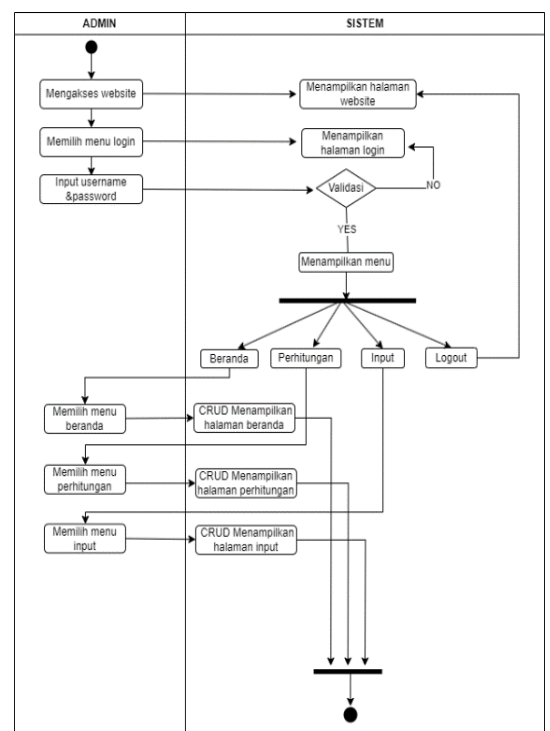 ADMIN
SISTEM
Mengakses website
Menampilkan halaman
website
Memilih menu login
Menampilkan
halaman login
Input username
&password
Validasi
NO
YES
Menampilkan menu
Beranda
Perhitungan
Input
Logout
Memilih menu
beranda
CRUD Menampilkan
halaman beranda
Memilih menu
perhitungan
CRUD Menampilkan
halaman perhitungan
Memilih menu
input
CRUD Menampilkan
halaman input